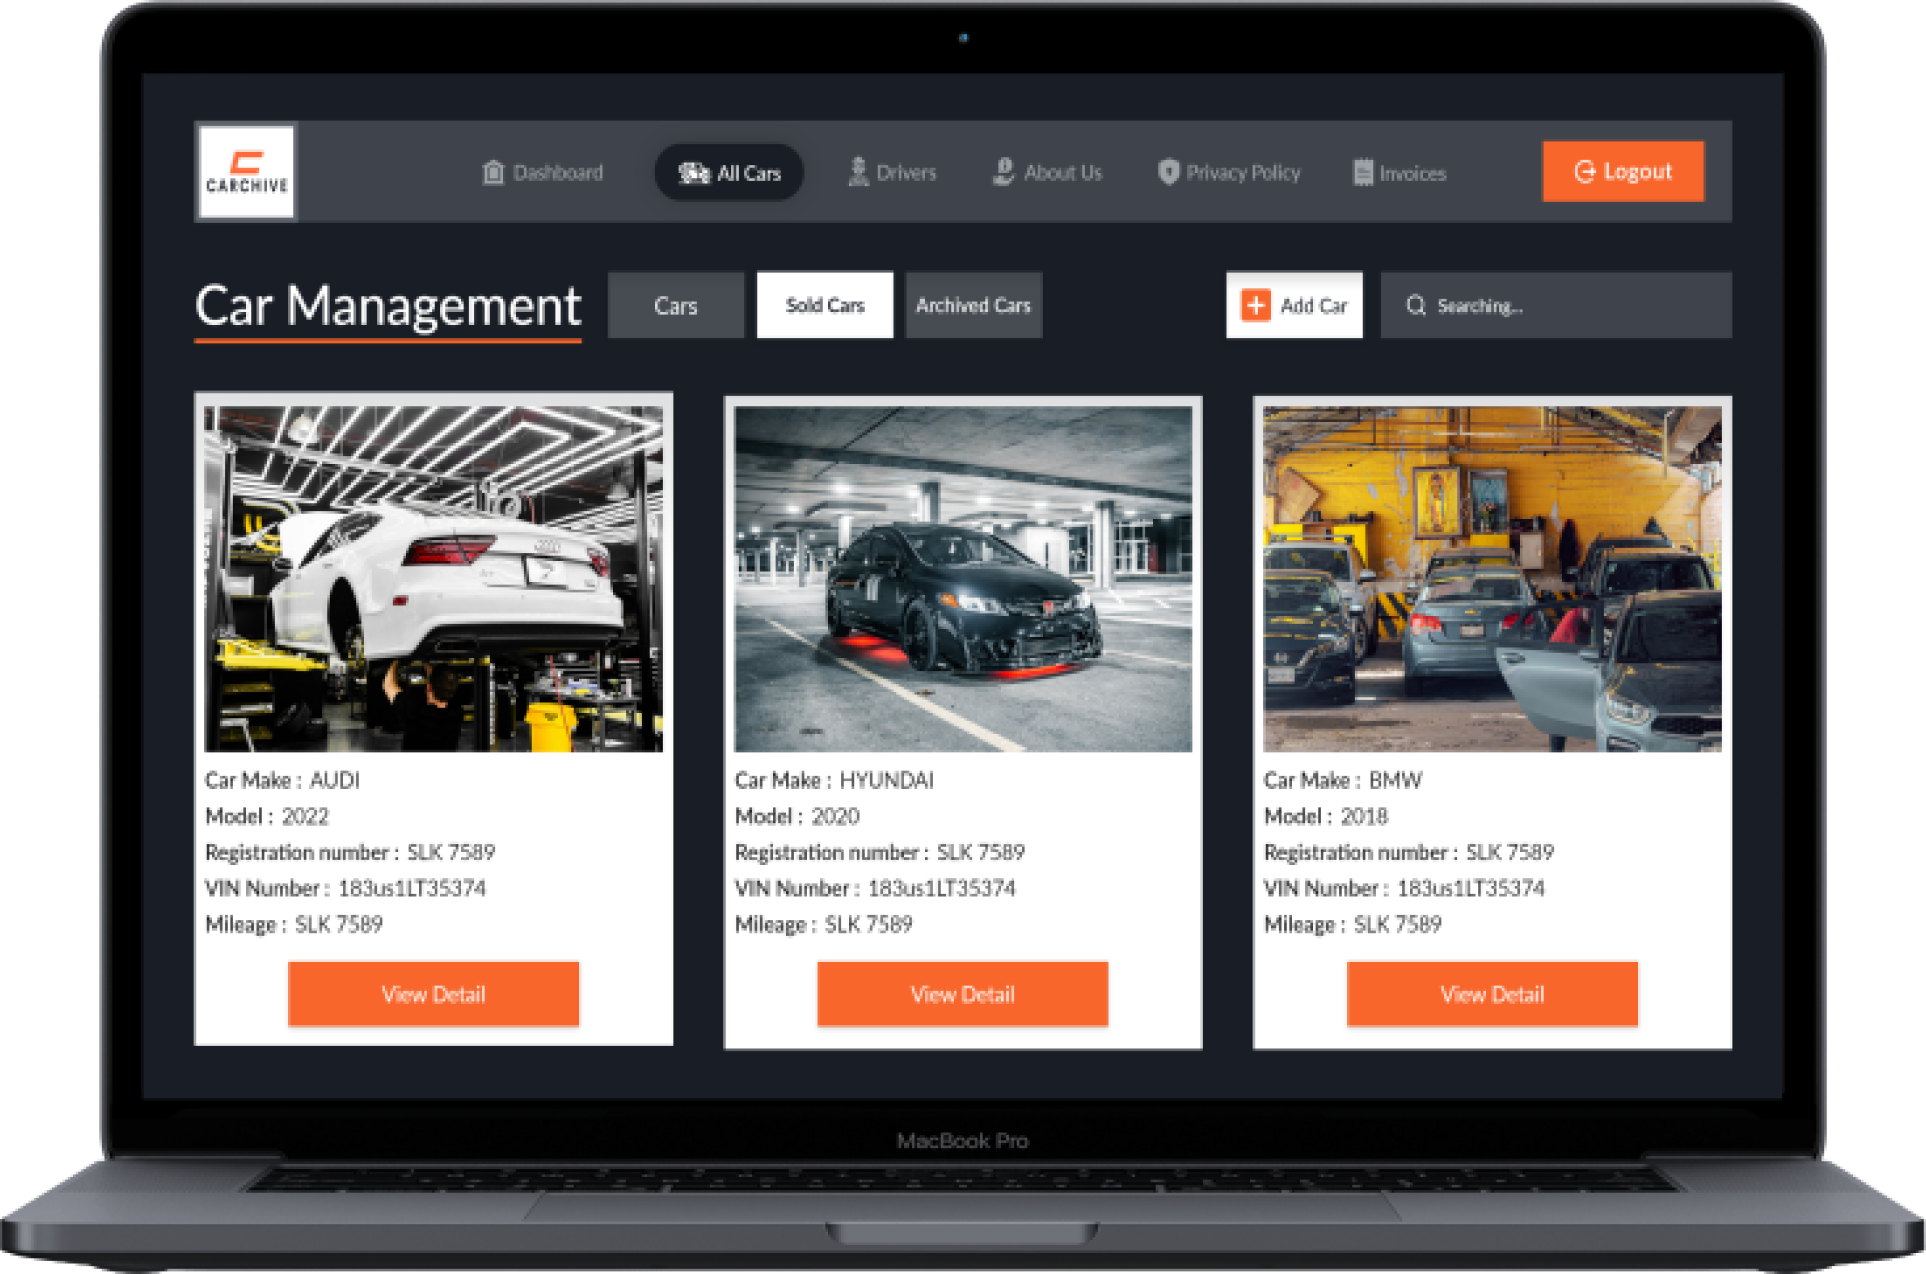 CARCHIVE
Dashboard
All Cars
Drivers
About Us
Privacy Policy
Invoices
Logout
Car Management
Cars
Sold Cars
Archived Cars
Add Car
Searching...
Car Make : AUDI
Model : 2022
Registration number : SLK 7589
VIN Number : 183us1LT35374
Mileage : SLK 7589
View Detail
Car Make : HYUNDAI
Model : 2020
Registration number : SLK 7589
VIN Number : 183us1LT35374
Mileage : SLK 7589
View Detail
Car Make : BMW
Model : 2018
Registration number : SLK 7589
VIN Number : 183us1LT35374
Mileage : SLK 7589
View Detail
MacBook Pro